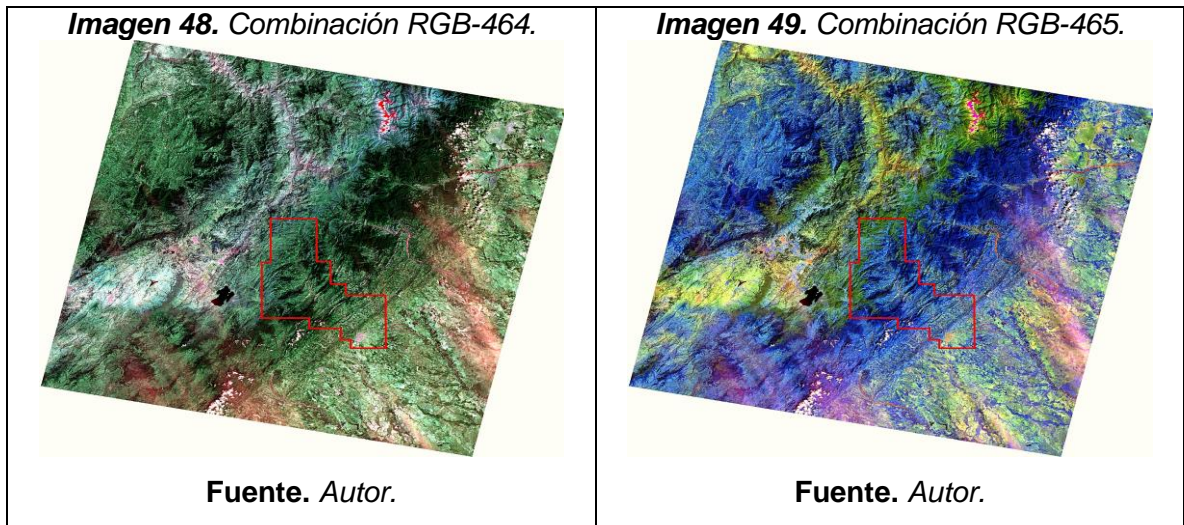 Imagen 48. Combinación RGB-464.
Fuente. Autor.
Imagen 49. Combinación RGB-465.
Fuente. Autor.